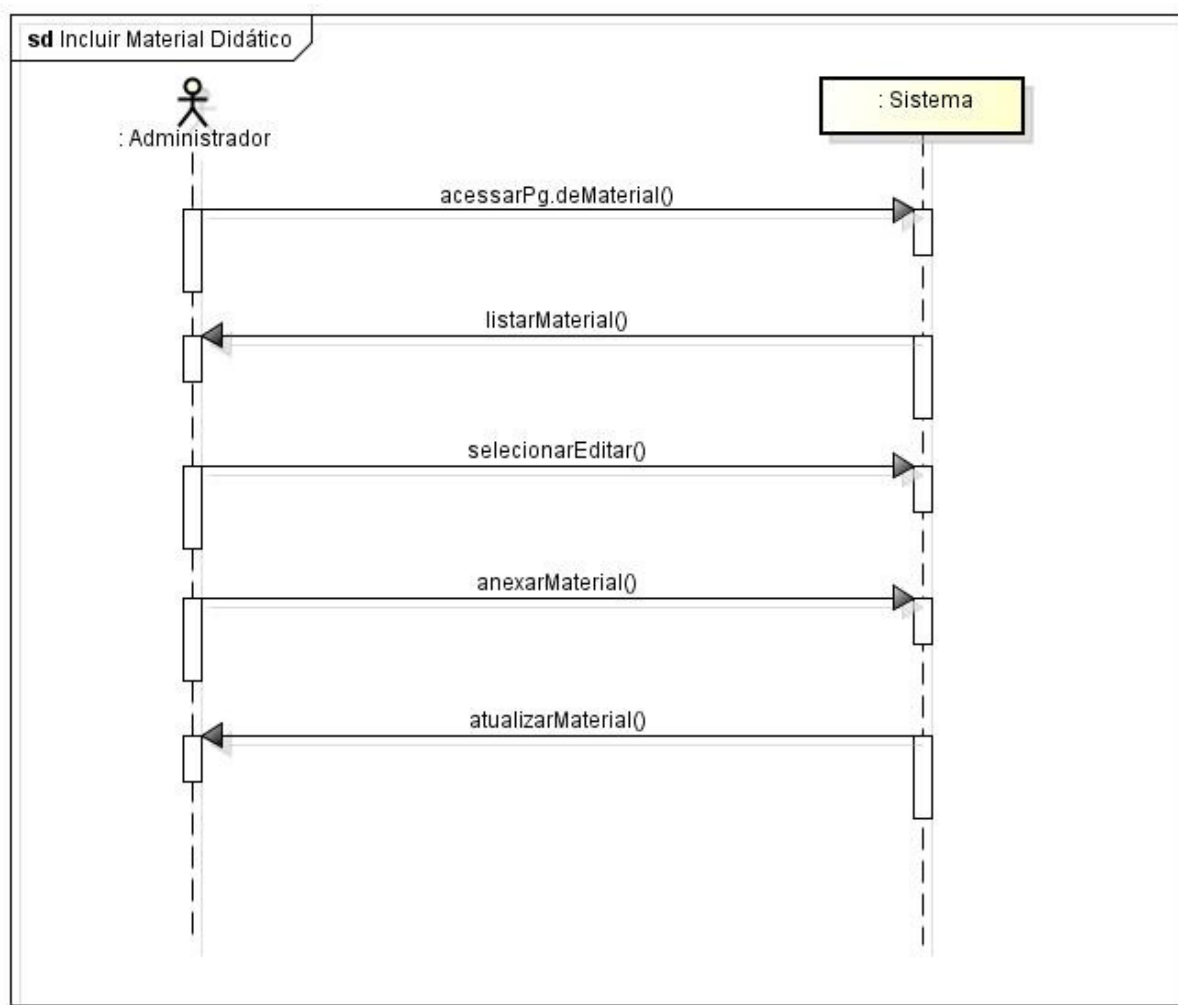 sd Incluir Material Didático
: Administrador
: Sistema
acessarPg.deMaterial()
listarMaterial()
selecionarEditar()
anexarMaterial()
atualizarMaterial()